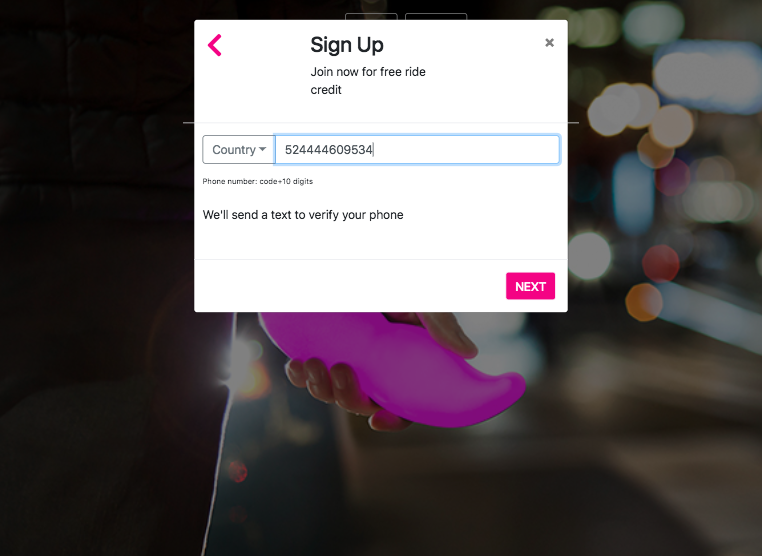 Sign Up
×
Join now for free ride
credit
Country
524444609534
Phone number: code+10 digits
We'll send a text to verify your phone
NEXT